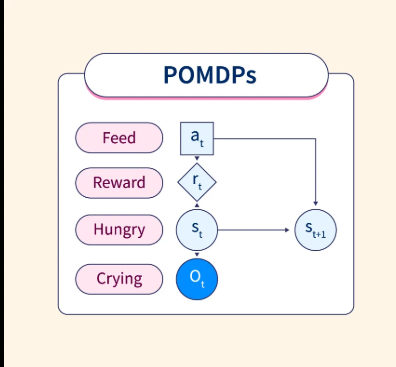 POMDPs
Feed
a_t
Reward
r_t
Hungry
s_t
s_t+1
Crying
O_t